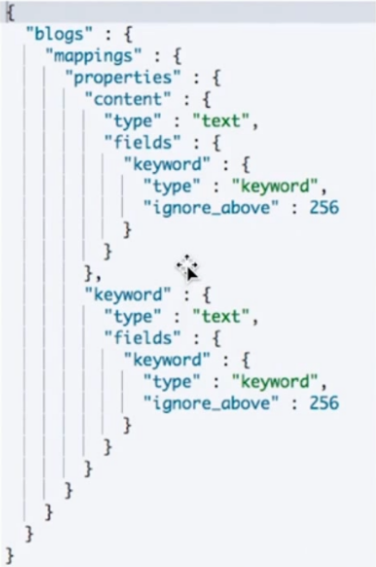 {
"blogs" : {
"mappings" : {
"properties" : {
"content" : {
"type" : "text",
"fields" : {
"keyword" : {
"type" : "keyword",
"ignore_above" : 256
}
}
},
"keyword" : {
"type" : "text",
"fields" : {
"keyword" : {
"type" : "keyword",
"ignore_above" : 256
}
}
}
}
}
}
}